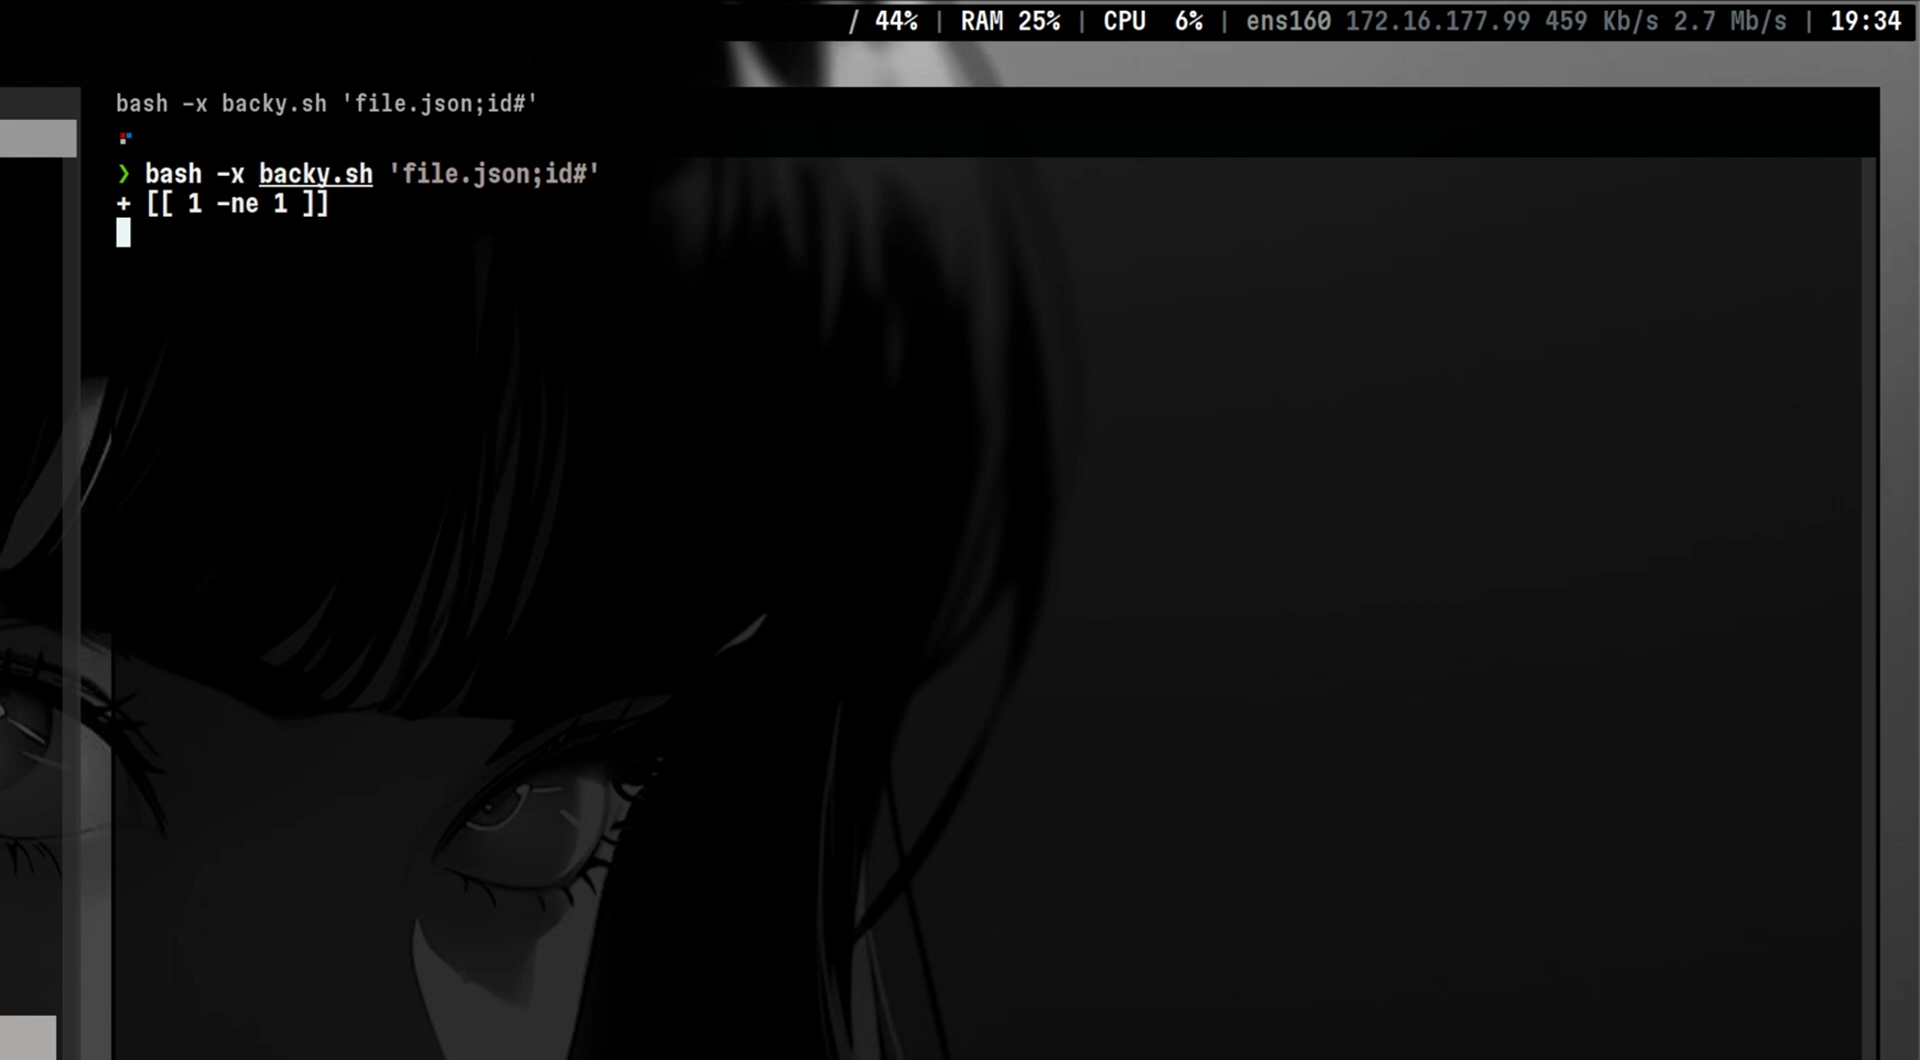 / 44% | RAM 25% | CPU  6% | ens160 172.16.177.99 459 Kb/s 2.7 Mb/s | 19:34
bash -x backy.sh 'file.json;id#'
❯ bash -x backy.sh 'file.json;id#'
+ [[ 1 -ne 1 ]]